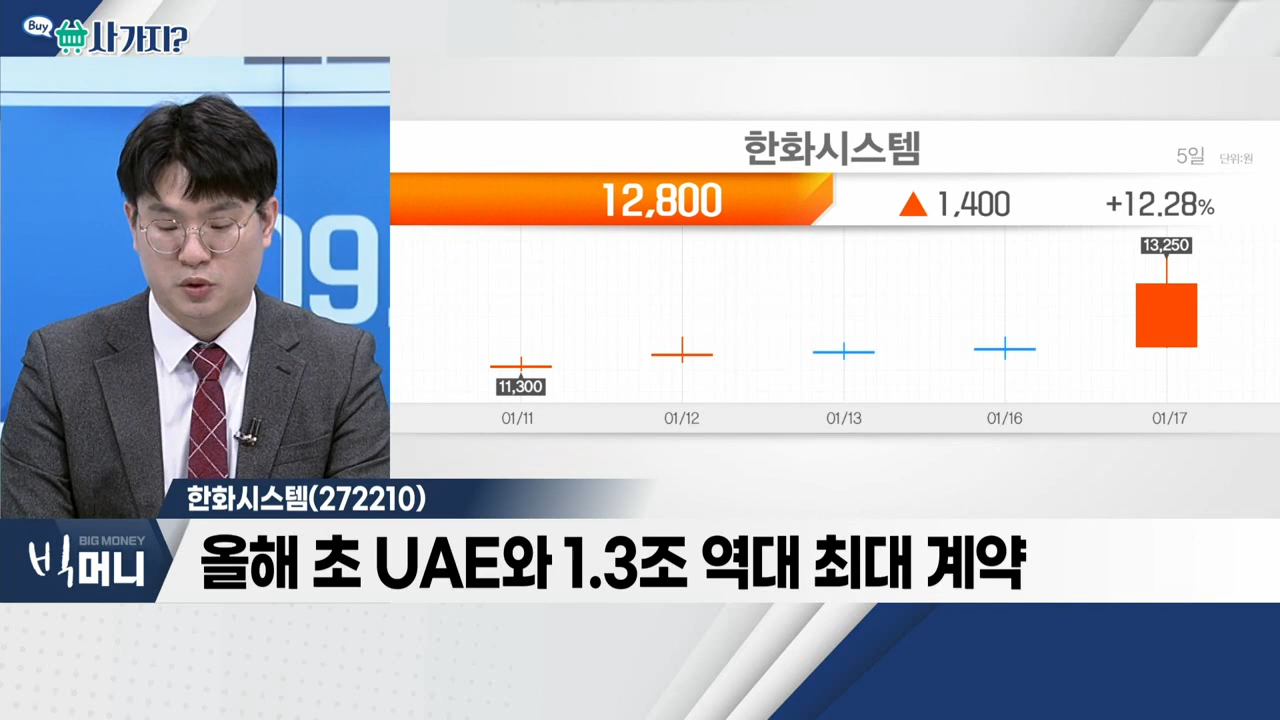 Buy
사가지?
09.
한화시스템
5일 단위:원
12,800 ▲ 1,400 +12.28%
13,250
11,300
01/11 01/12 01/13 01/16 01/17
한화시스템(272210)
BIG MONEY
빅머니
올해 초 UAE와 1.3조 역대 최대 계약